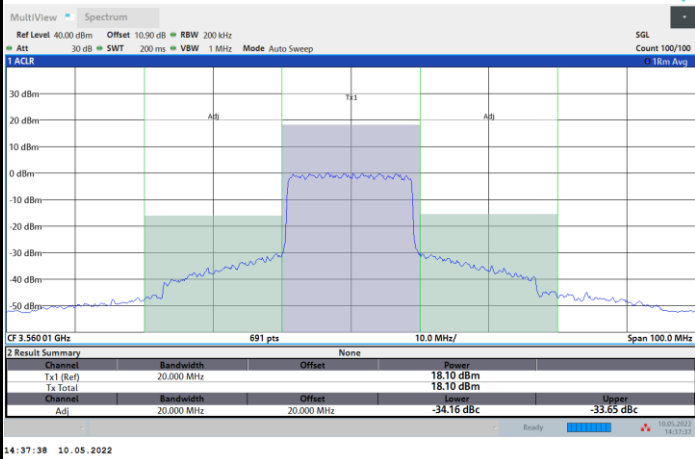 MultiView Spectrum
Ref Level 40.00 dBm Offset 10.90 dB RBW 200 kHz SGL
Att 30 dB SWT 200 ms VBW 1 MHz Mode Auto Sweep Count 100/100
1 ACLR 1Rm Avg
30 dBm
Tx1
20 dBm
Adj Adj
10 dBm
0 dBm
-10 dBm
-20 dBm
-30 dBm
-40 dBm
-50 dBm
CF 3.56001 GHz 691 pts 10.0 MHz/ Span 100.0 MHz
2 Result Summary None
Channel Bandwidth Offset Power
Tx1 (Ref) 20.000 MHz 18.10 dBm
Tx Total 18.10 dBm
Channel Bandwidth Offset Lower Upper
Adj 20.000 MHz 20.000 MHz -34.16 dBc -33.65 dBc
Ready 10.05.2022
14:37:37
14:37:38 10.05.2022